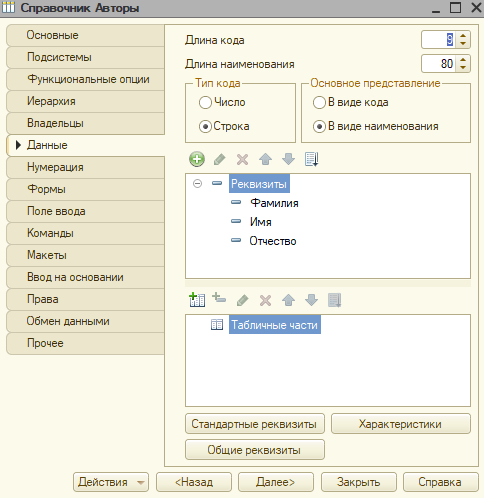 Справочник Авторы
Основные
Подсистемы
Функциональные опции
Иерархия
Владельцы
Данные
Нумерация
Формы
Поле ввода
Команды
Макеты
Ввод на основании
Права
Обмен данными
Прочее
Длина кода 9
Длина наименования 80
Тип кода
Число
Строка
Основное представление
В виде кода
В виде наименования
Реквизиты
Фамилия
Имя
Отчество
Табличные части
Стандартные реквизиты Характеристики
Общие реквизиты
Действия <Назад Далее> Закрыть Справка